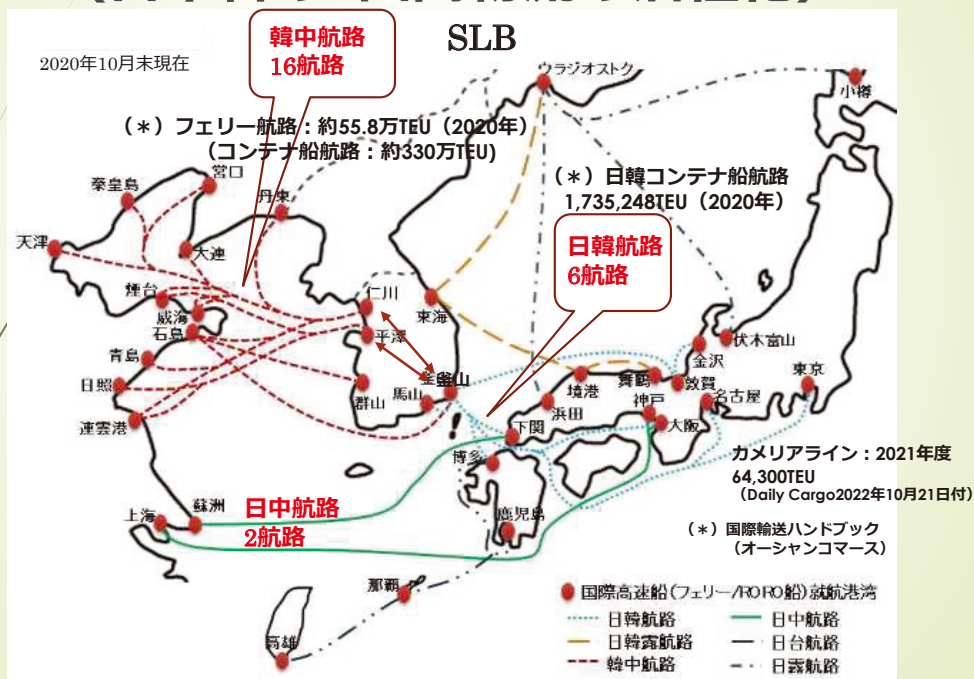 SLB
2020年10月末現在
韓中航路
16航路
(＊) フェリー航路：約55.8万TEU（2020年）
(コンテナ船航路：約330万TEU)
ウラジオストク
小樽
(＊) 日韓コンテナ船航路
1,735,248TEU（2020年）
日韓航路
6航路
営口
秦皇島
丹東
天津
大連
煙台
威海
石島
仁川
平澤
東海
青島
日照
連雲港
群山
馬山
釜山
伏木富山
金沢
東京
舞鶴
敦賀
境港
名古屋
神戸
浜田
大阪
下関
博多
カメリアライン：2021年度
64,300TEU
（Daily Cargo2022年10月21日付）
日中航路
2航路
蘇洲
上海
鹿児島
(＊) 国際輸送ハンドブック
（オーシャンコマース）
那覇
高雄
国際高速船(フェリー/RORO船)就航港湾
日韓航路
日中航路
日韓露航路
日台航路
韓中航路
日露航路